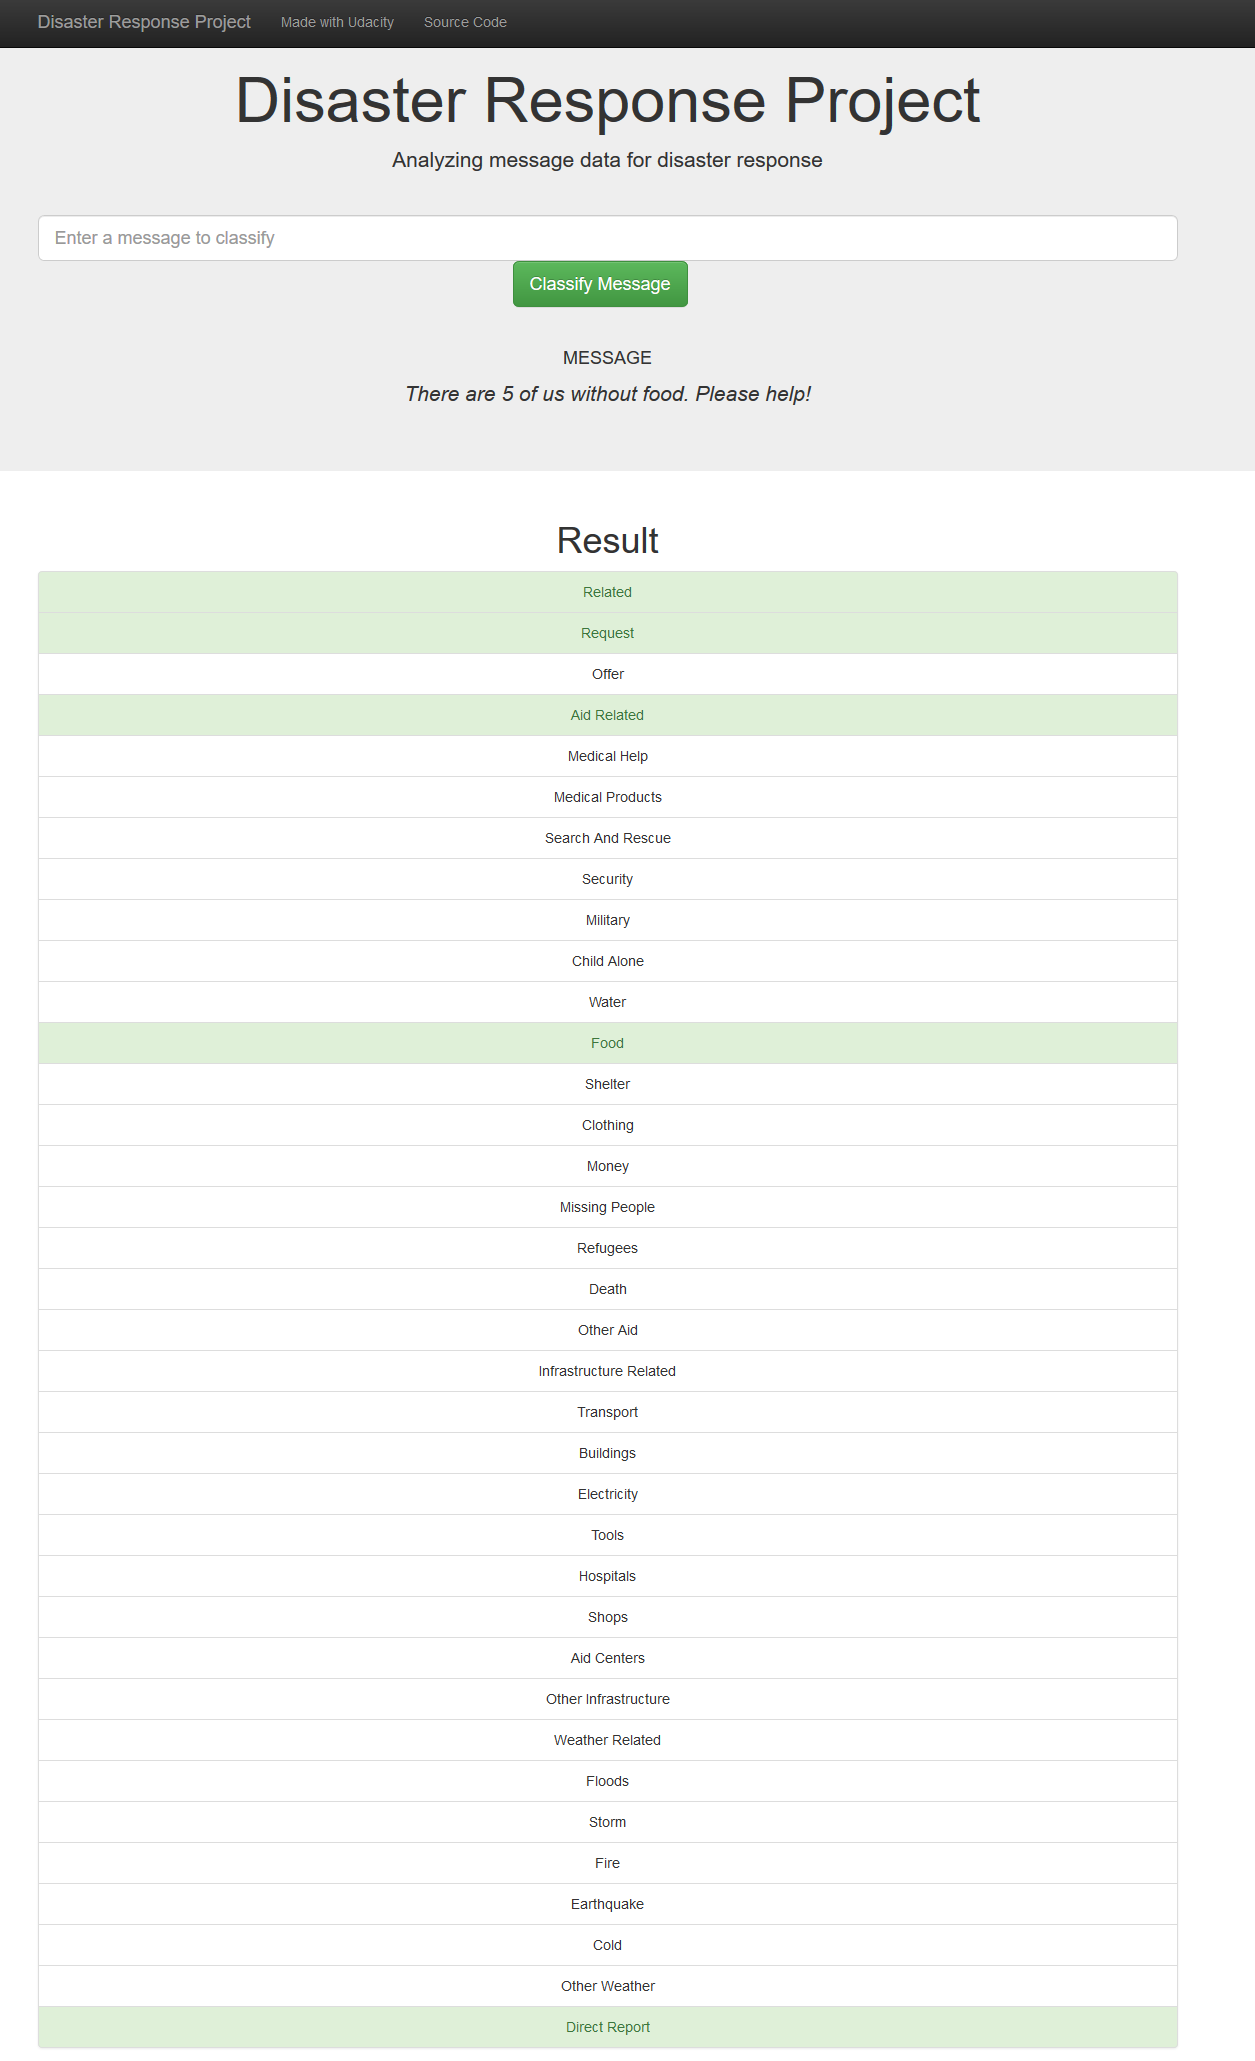 Disaster Response Project Made with Udacity Source Code
Disaster Response Project
Analyzing message data for disaster response
Enter a message to classify
Classify Message
MESSAGE
There are 5 of us without food. Please help!
Result
Related
Request
Offer
Aid Related
Medical Help
Medical Products
Search And Rescue
Security
Military
Child Alone
Water
Food
Shelter
Clothing
Money
Missing People
Refugees
Death
Other Aid
Infrastructure Related
Transport
Buildings
Electricity
Tools
Hospitals
Shops
Aid Centers
Other Infrastructure
Weather Related
Floods
Storm
Fire
Earthquake
Cold
Other Weather
Direct Report